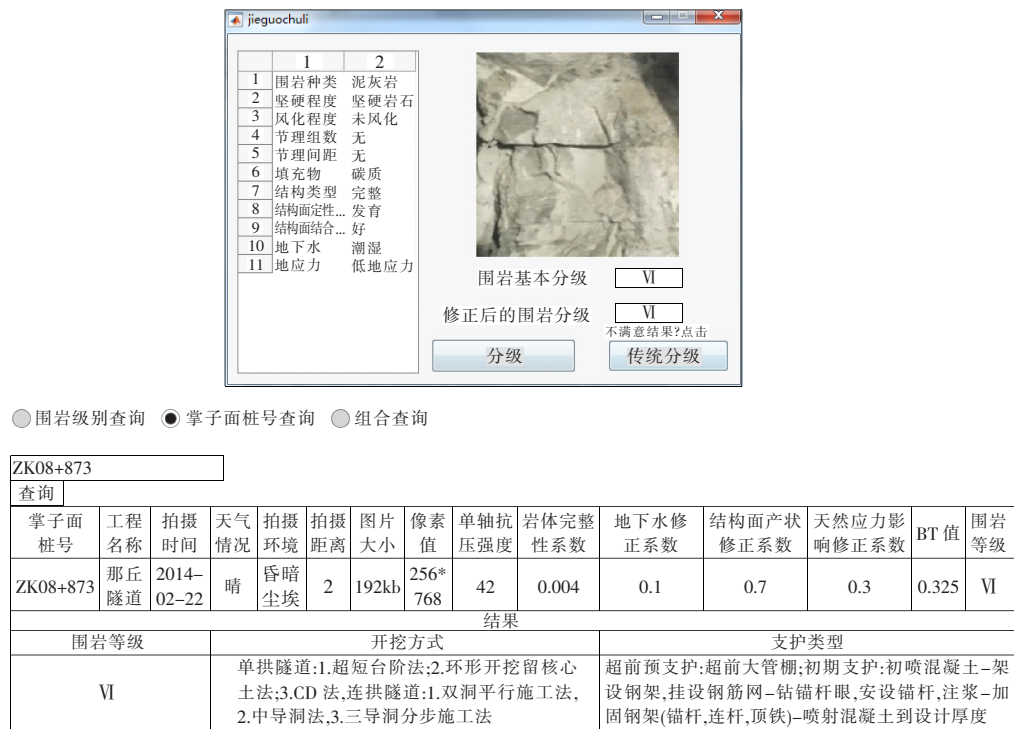 jieguochuli
1 2
1 围岩种类 泥灰岩
2 坚硬程度 坚硬岩石
3 风化程度 未风化
4 节理组数 无
5 节理间距 无
6 填充物 碳质
7 结构类型 完整
8 结构面定性... 发育
9 结构面结合... 好
10 地下水 潮湿
11 地应力 低地应力
围岩基本分级 Ⅵ
修正后的围岩分级 Ⅵ
不满意结果?点击
分级 传统分级
围岩级别查询 掌子面桩号查询 组合查询
ZK08+873
查询
掌子面 工程 拍摄 天气 拍摄 拍摄 图片 像素 单轴抗 岩体完整 地下水修 结构面产状 天然应力影 BT 值 围岩
桩号 名称 时间 情况 环境 距离 大小 值 压强度 性系数 正系数 修正系数 响修正系数 等级
ZK08+873 那丘 2014- 晴 昏暗 2 192kb 256* 42 0.004 0.1 0.7 0.3 0.325 Ⅵ
隧道 02-22 尘埃 768
结果
围岩等级 开挖方式 支护类型
单拱隧道:1.超短台阶法;2.环形开挖留核心 超前预支护:超前大管棚;初期支护:初喷混凝土-架
Ⅵ 土法;3.CD 法,连拱隧道:1.双洞平行施工法, 设钢架,挂设钢筋网-钻锚杆眼,安设锚杆,注浆-加
2.中导洞法,3.三导洞分步施工法 固钢架(锚杆,连杆,顶铁)-喷射混凝土到设计厚度